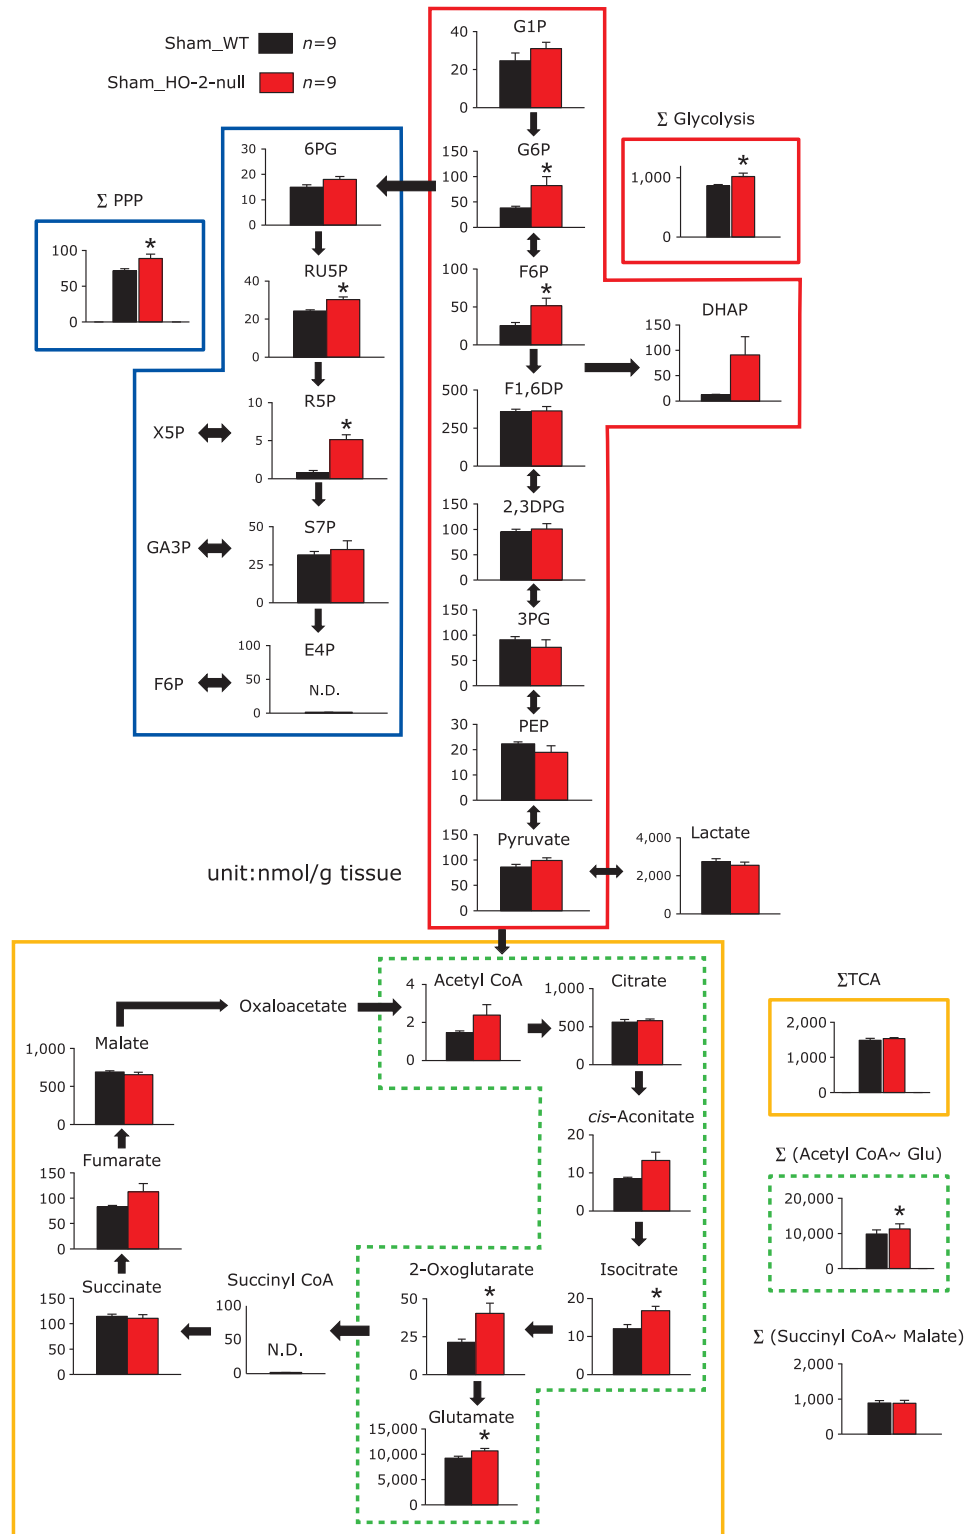 Sham_WT n=9
Sham_HO-2-null n=9
G1P
40
20
0
Σ Glycolysis
1,000
*
0
6PG
30
20
10
0
G6P
150
100
50
0
*
Σ PPP
100
50
0
*
RU5P
40
20
0
*
F6P
100
50
0
*
DHAP
150
100
50
0
X5P
R5P
10
5
0
*
F1,6DP
500
250
0
GA3P
S7P
50
25
0
2,3DPG
150
100
50
0
F6P
E4P
100
50
0
N.D.
3PG
150
100
50
0
PEP
30
20
10
0
unit:nmol/g tissue
Pyruvate
150
100
50
0
Lactate
4,000
2,000
0
Oxaloacetate
Acetyl CoA
4
2
0
Citrate
1,000
500
0
ΣTCA
2,000
1,000
0
Malate
1,000
500
0
cis-Aconitate
20
10
0
Σ (Acetyl CoA~ Glu)
20,000
10,000
0
*
Fumarate
150
100
50
0
Succinate
150
100
50
0
Succinyl CoA
100
50
0
N.D.
2-Oxoglutarate
50
25
0
*
Isocitrate
20
10
0
*
Σ (Succinyl CoA~ Malate)
2,000
1,000
0
Glutamate
15,000
10,000
5,000
0
*